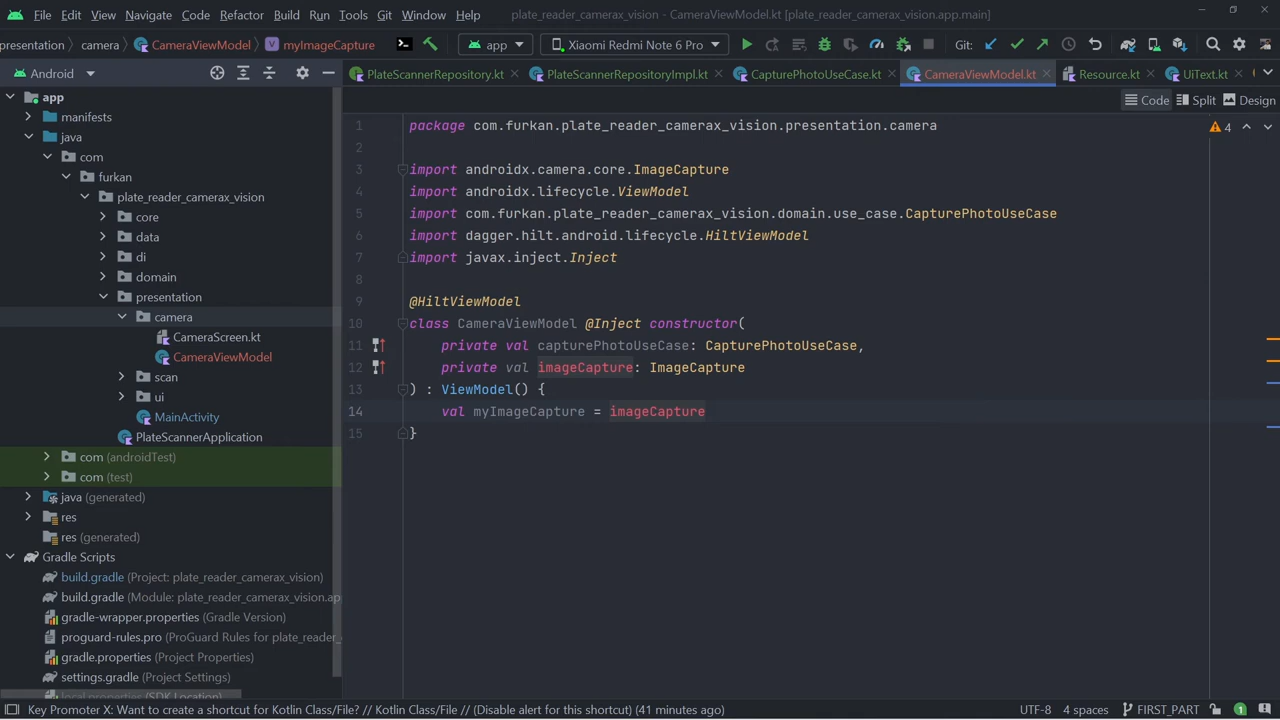 File Edit View Navigate Code Refactor Build Run Tools Git Window Help plate_reader_camerax_vision - CameraViewModel.kt [plate_reader_camerax_vision.app.main]
presentation camera CameraViewModel.kt myImageCapture app Xiaomi Redmi Note 6 Pro Git:
Android PlateScannerRepository.kt PlateScannerRepositoryImpl.kt CapturePhotoUseCase.kt CameraViewModel.kt Resource.kt UiText.kt
Code Split Design
app
manifests
java
com
furkan
plate_reader_camerax_vision
core
data
di
domain
presentation
camera
CameraScreen.kt
CameraViewModel
scan
ui
MainActivity
PlateScannerApplication
com (androidTest)
com (test)
java (generated)
res
res (generated)
Gradle Scripts
build.gradle (Project: plate_reader_camerax_vision)
build.gradle (Module: plate_reader_camerax_vision.ap
gradle-wrapper.properties (Gradle Version)
proguard-rules.pro (ProGuard Rules for plate_reader_
gradle.properties (Project Properties)
settings.gradle (Project Settings)
local.properties (SDK Location)
1 package com.furkan.plate_reader_camerax_vision.presentation.camera
2
3 import androidx.camera.core.ImageCapture
4 import androidx.lifecycle.ViewModel
5 import com.furkan.plate_reader_camerax_vision.domain.use_case.CapturePhotoUseCase
6 import dagger.hilt.android.lifecycle.HiltViewModel
7 import javax.inject.Inject
8
9 @HiltViewModel
10 class CameraViewModel @Inject constructor(
11 private val capturePhotoUseCase: CapturePhotoUseCase,
12 private val imageCapture: ImageCapture
13 ) : ViewModel() {
14 val myImageCapture = imageCapture
15 }
4
Key Promoter X: Want to create a shortcut for Kotlin Class/File? // Kotlin Class/File // (Disable alert for this shortcut) (41 minutes ago) UTF-8 4 spaces FIRST_PART 1